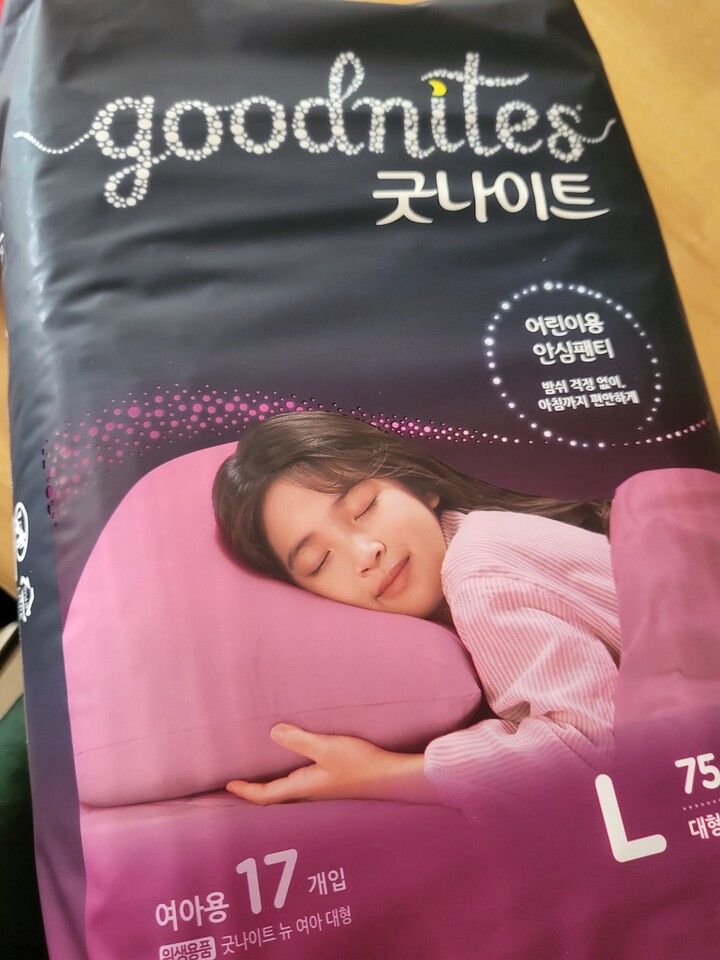 goodnites
굿나이트
어린이용
안심팬티
밤쉬 걱정 없이,
아침까지 편안하게
L 75
대형
여아용 17 개입
위생용품 굿나이트 뉴 여아 대형